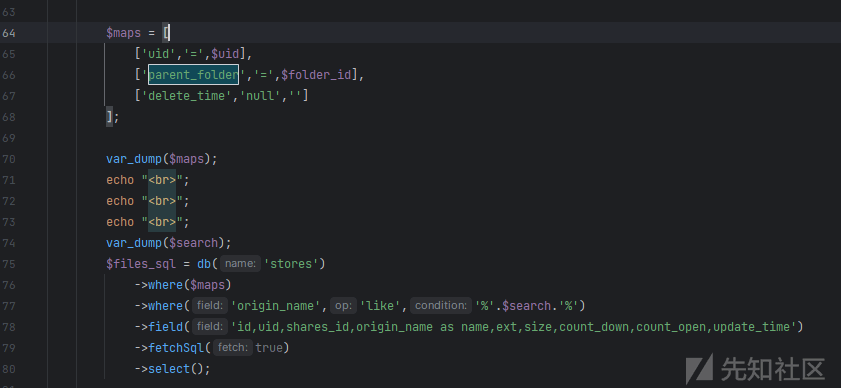 63
64 $maps = [
65 ['uid','=',$uid],
66 ['parent_folder','=',$folder_id],
67 ['delete_time','null','']
68 ];
69
70 var_dump($maps);
71 echo "<br>";
72 echo "<br>";
73 echo "<br>";
74 var_dump($search);
75 $files_sql = db( name: 'stores')
76 ->where($maps)
77 ->where( field: 'origin_name', op: 'like', condition: '%'.$search.'%')
78 ->field( field: 'id,uid,shares_id,origin_name as name,ext,size,count_down,count_open,update_time')
79 ->fetchSql( fetch: true)
80 ->select();
先知社区